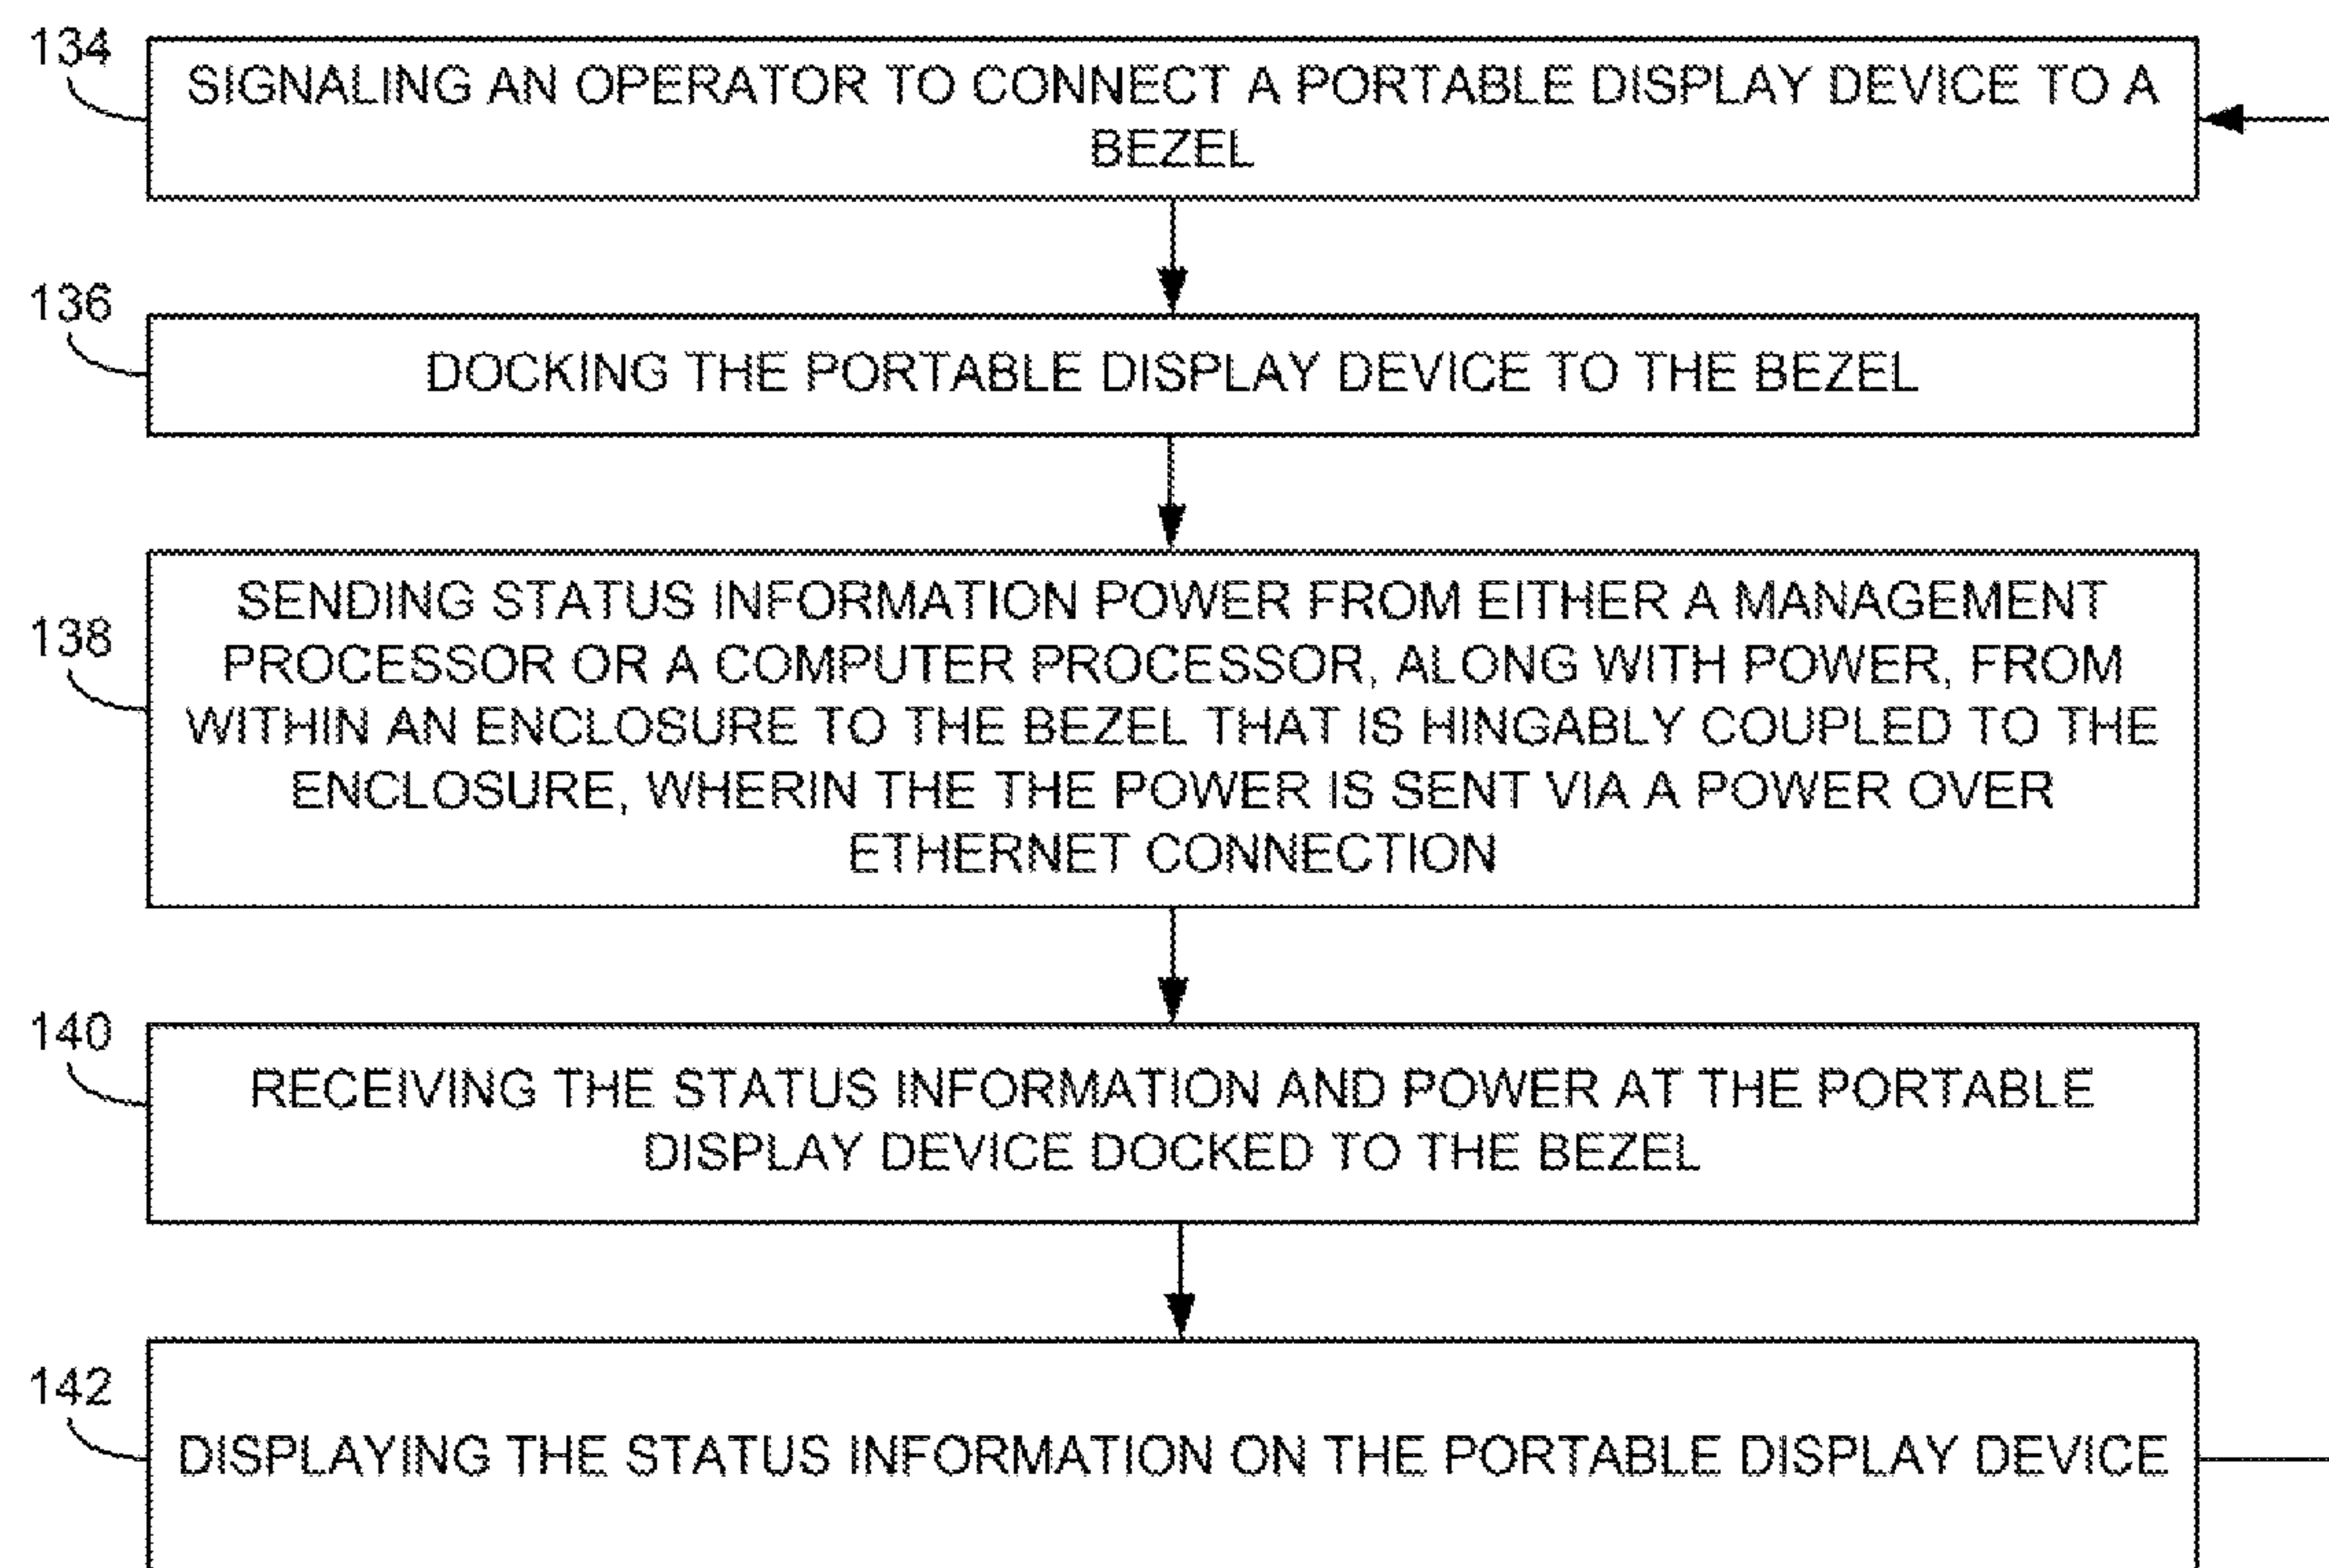 134
SIGNALING AN OPERATOR TO CONNECT A PORTABLE DISPLAY DEVICE TO A
BEZEL
136
DOCKING THE PORTABLE DISPLAY DEVICE TO THE BEZEL
138
SENDING STATUS INFORMATION POWER FROM EITHER A MANAGEMENT
PROCESSOR OR A COMPUTER PROCESSOR, ALONG WITH POWER, FROM
WITHIN AN ENCLOSURE TO THE BEZEL THAT IS HINGABLY COUPLED TO THE
ENCLOSURE, WHERIN THE THE POWER IS SENT VIA A POWER OVER
ETHERNET CONNECTION
140
RECEIVING THE STATUS INFORMATION AND POWER AT THE PORTABLE
DISPLAY DEVICE DOCKED TO THE BEZEL
142
DISPLAYING THE STATUS INFORMATION ON THE PORTABLE DISPLAY DEVICE